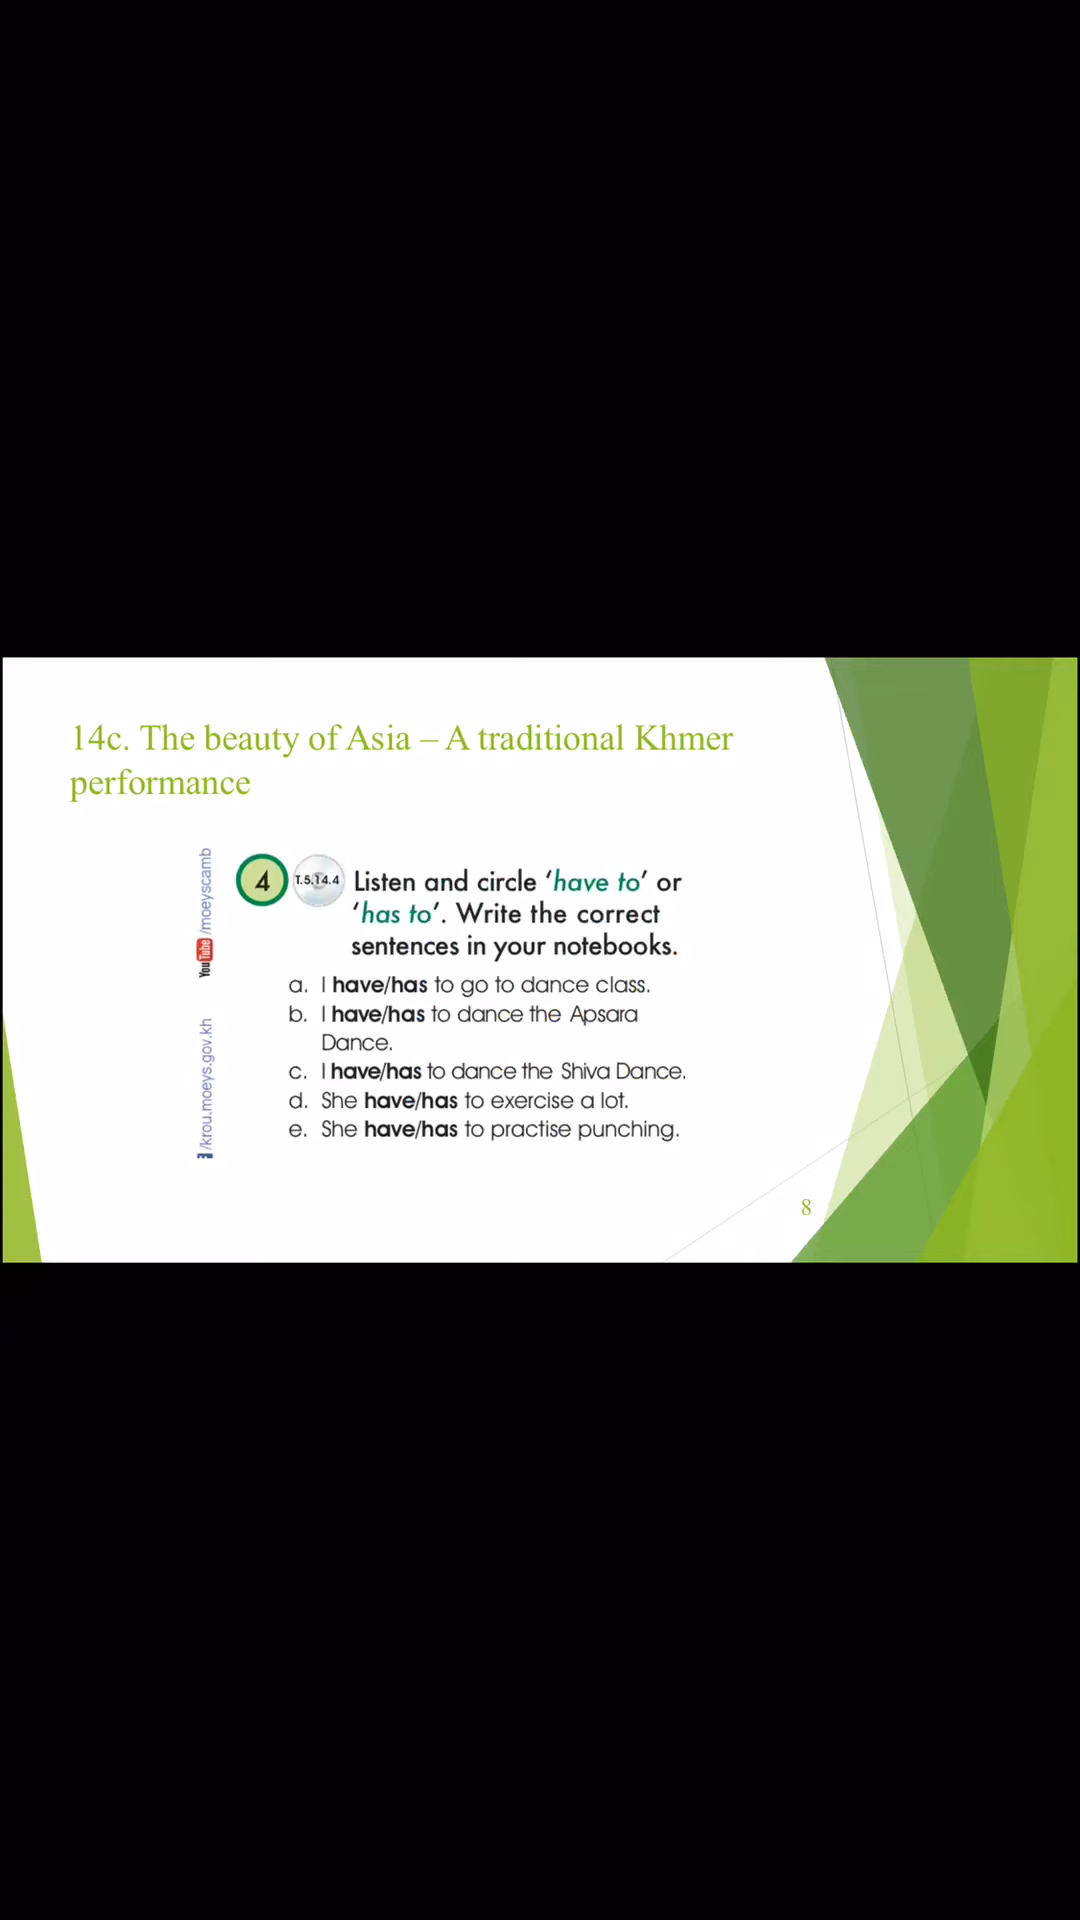 14c. The beauty of Asia – A traditional Khmer
performance
YouTube /moeyscamb
f /krou.moeys.gov.kh
4 T.5.14.4 Listen and circle ‘have to’ or
‘has to’. Write the correct
sentences in your notebooks.
a. I have/has to go to dance class.
b. I have/has to dance the Apsara
Dance.
c. I have/has to dance the Shiva Dance.
d. She have/has to exercise a lot.
e. She have/has to practise punching.
8